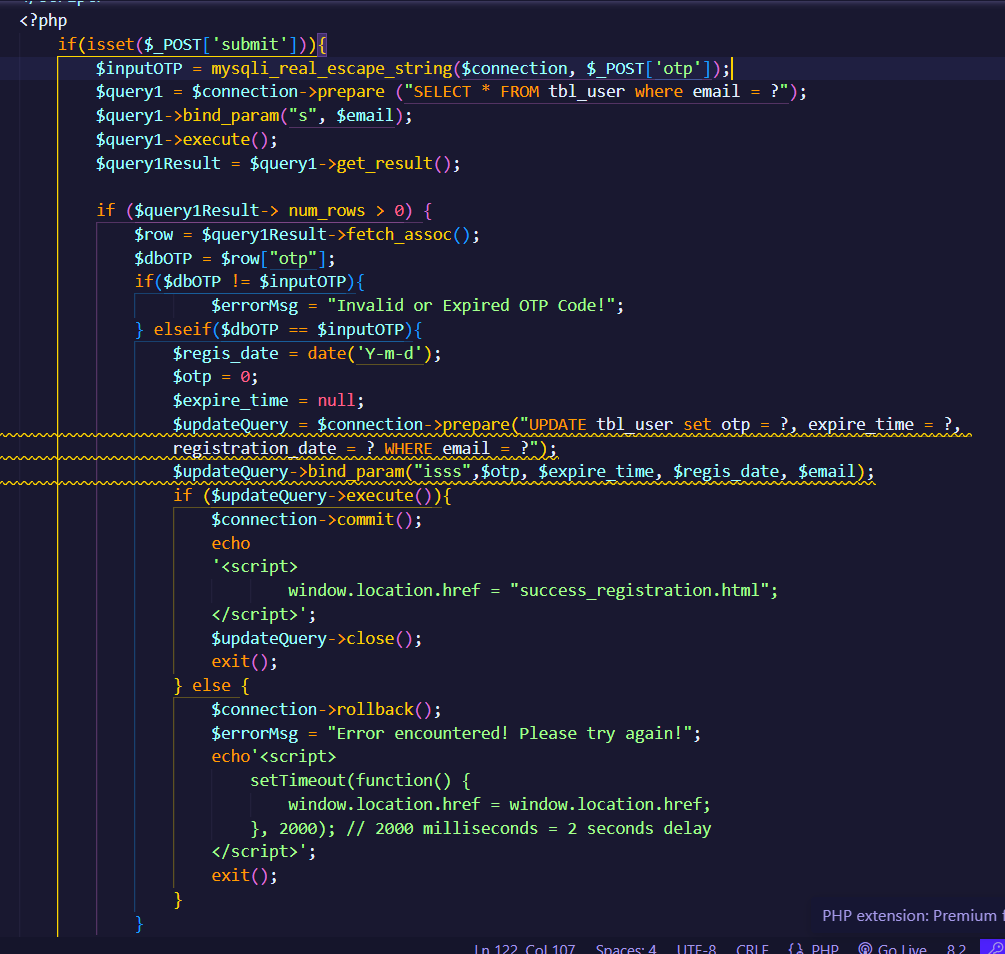 <?php
if(isset($_POST['submit'])){
$inputOTP = mysqli_real_escape_string($connection, $_POST['otp']);
$query1 = $connection->prepare ("SELECT * FROM tbl_user where email = ?");
$query1->bind_param("s", $email);
$query1->execute();
$query1Result = $query1->get_result();
if ($query1Result-> num_rows > 0) {
$row = $query1Result->fetch_assoc();
$dbOTP = $row["otp"];
if($dbOTP != $inputOTP){
$errorMsg = "Invalid or Expired OTP Code!";
} elseif($dbOTP == $inputOTP){
$regis_date = date('Y-m-d');
$otp = 0;
$expire_time = null;
$updateQuery = $connection->prepare("UPDATE tbl_user set otp = ?, expire_time = ?,
registration_date = ? WHERE email = ?");
$updateQuery->bind_param("isss",$otp, $expire_time, $regis_date, $email);
if ($updateQuery->execute()){
$connection->commit();
echo
'<script>
window.location.href = "success_registration.html";
</script>';
$updateQuery->close();
exit();
} else {
$connection->rollback();
$errorMsg = "Error encountered! Please try again!";
echo'<script>
setTimeout(function() {
window.location.href = window.location.href;
}, 2000); // 2000 milliseconds = 2 seconds delay
</script>';
exit();
}
}
PHP extension: Premium
Ln 122, Col 107 Spaces: 4 UTF-8 CRLF {} PHP Go Live 8.2